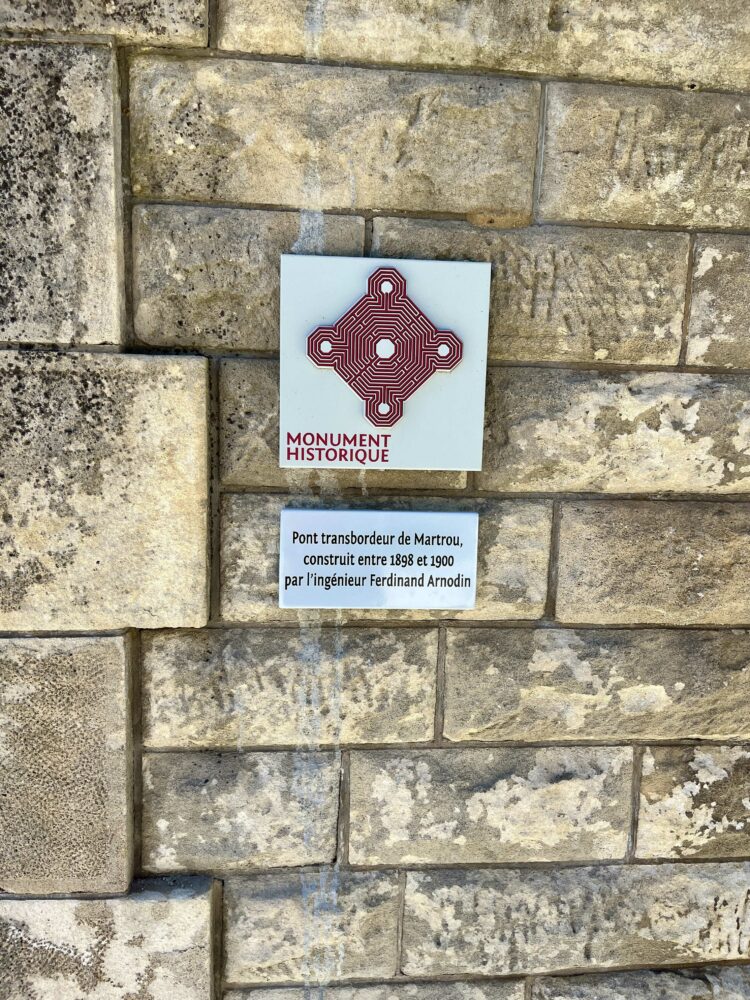 MONUMENT
HISTORIQUE
Pont transbordeur de Martrou,
construit entre 1898 et 1900
par l'ingénieur Ferdinand Arnodin